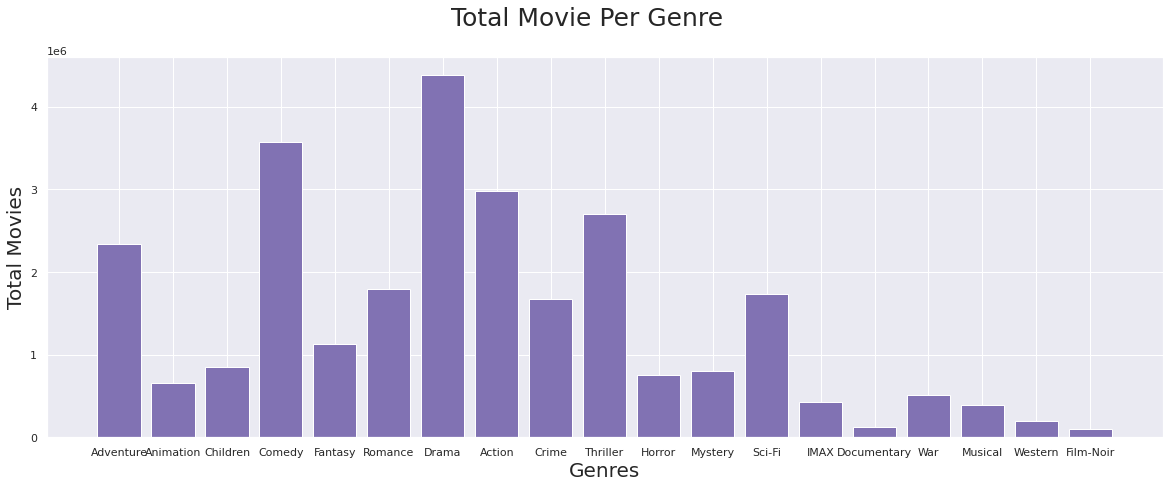 Total Movie Per Genre
1e6
4
3
2
1
0
Total Movies
Adventure Animation Children Comedy Fantasy Romance Drama Action Crime Thriller Horror Mystery Sci-Fi IMAX Documentary War Musical Western Film-Noir
Genres